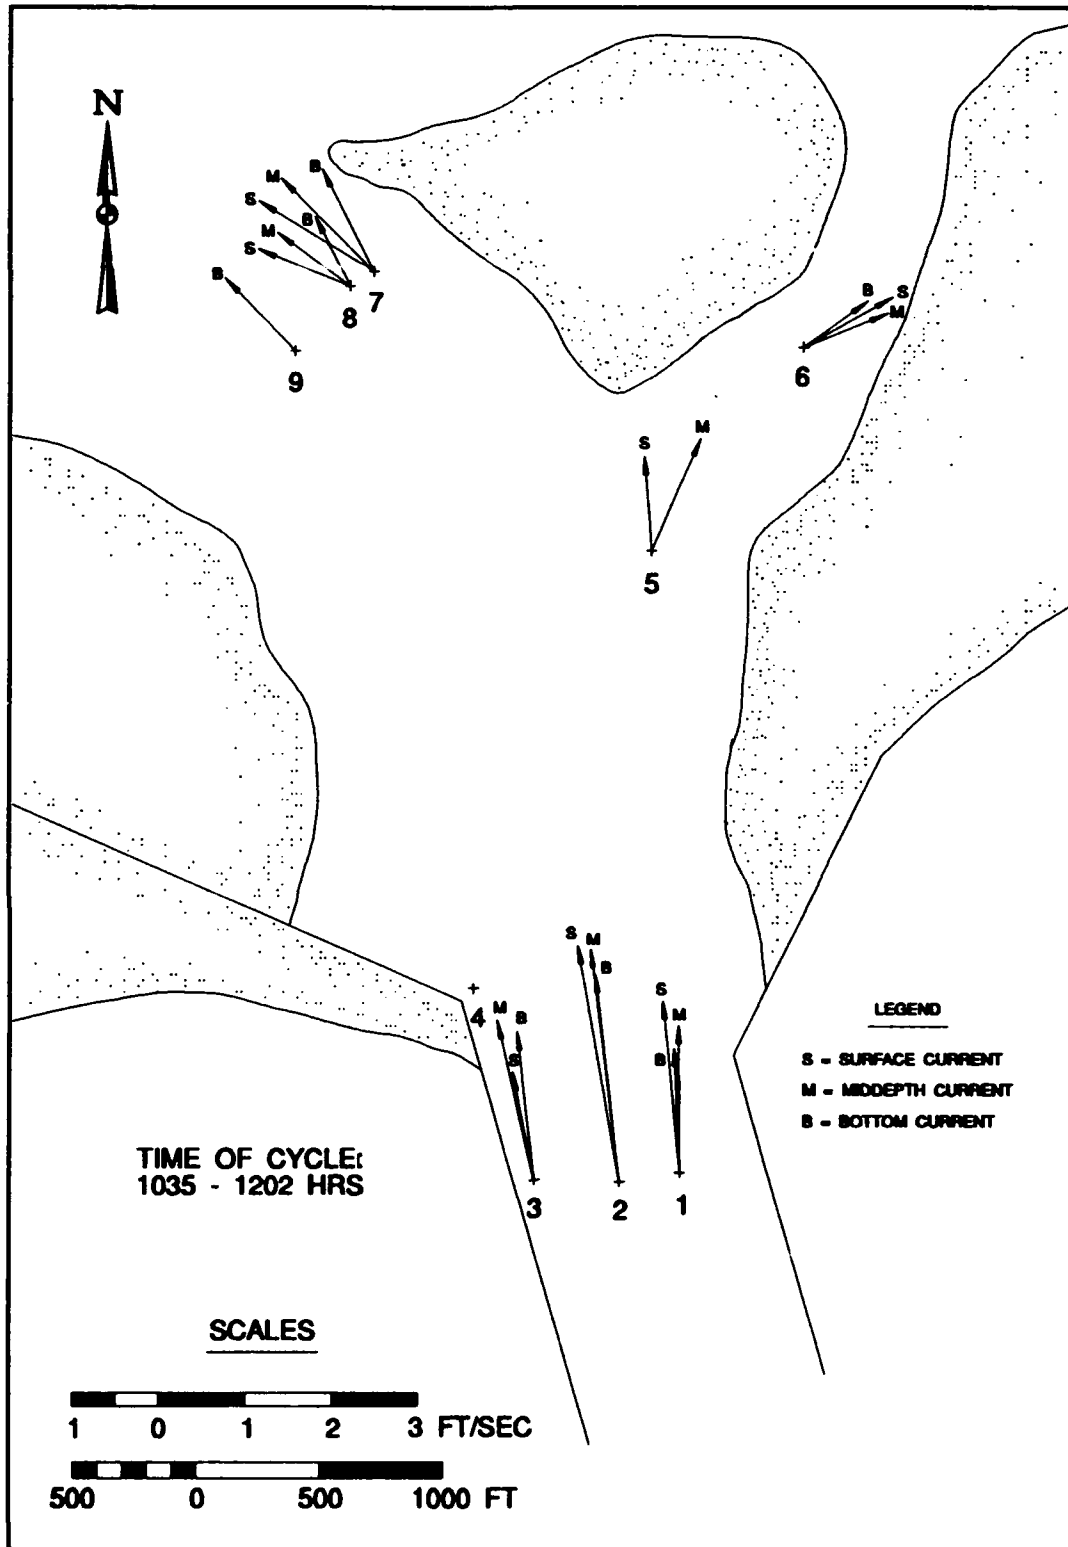 N
B
M
S
B
M
S
B
7
8
9
B
S
M
6
S
M
5
S
M
B
S
M
B
4
M
B
S
3
2
1
LEGEND
S - SURFACE CURRENT
M - MIDDEPTH CURRENT
B - BOTTOM CURRENT
TIME OF CYCLE:
1035 - 1202 HRS
SCALES
1 0 1 2 3 FT/SEC
500 0 500 1000 FT